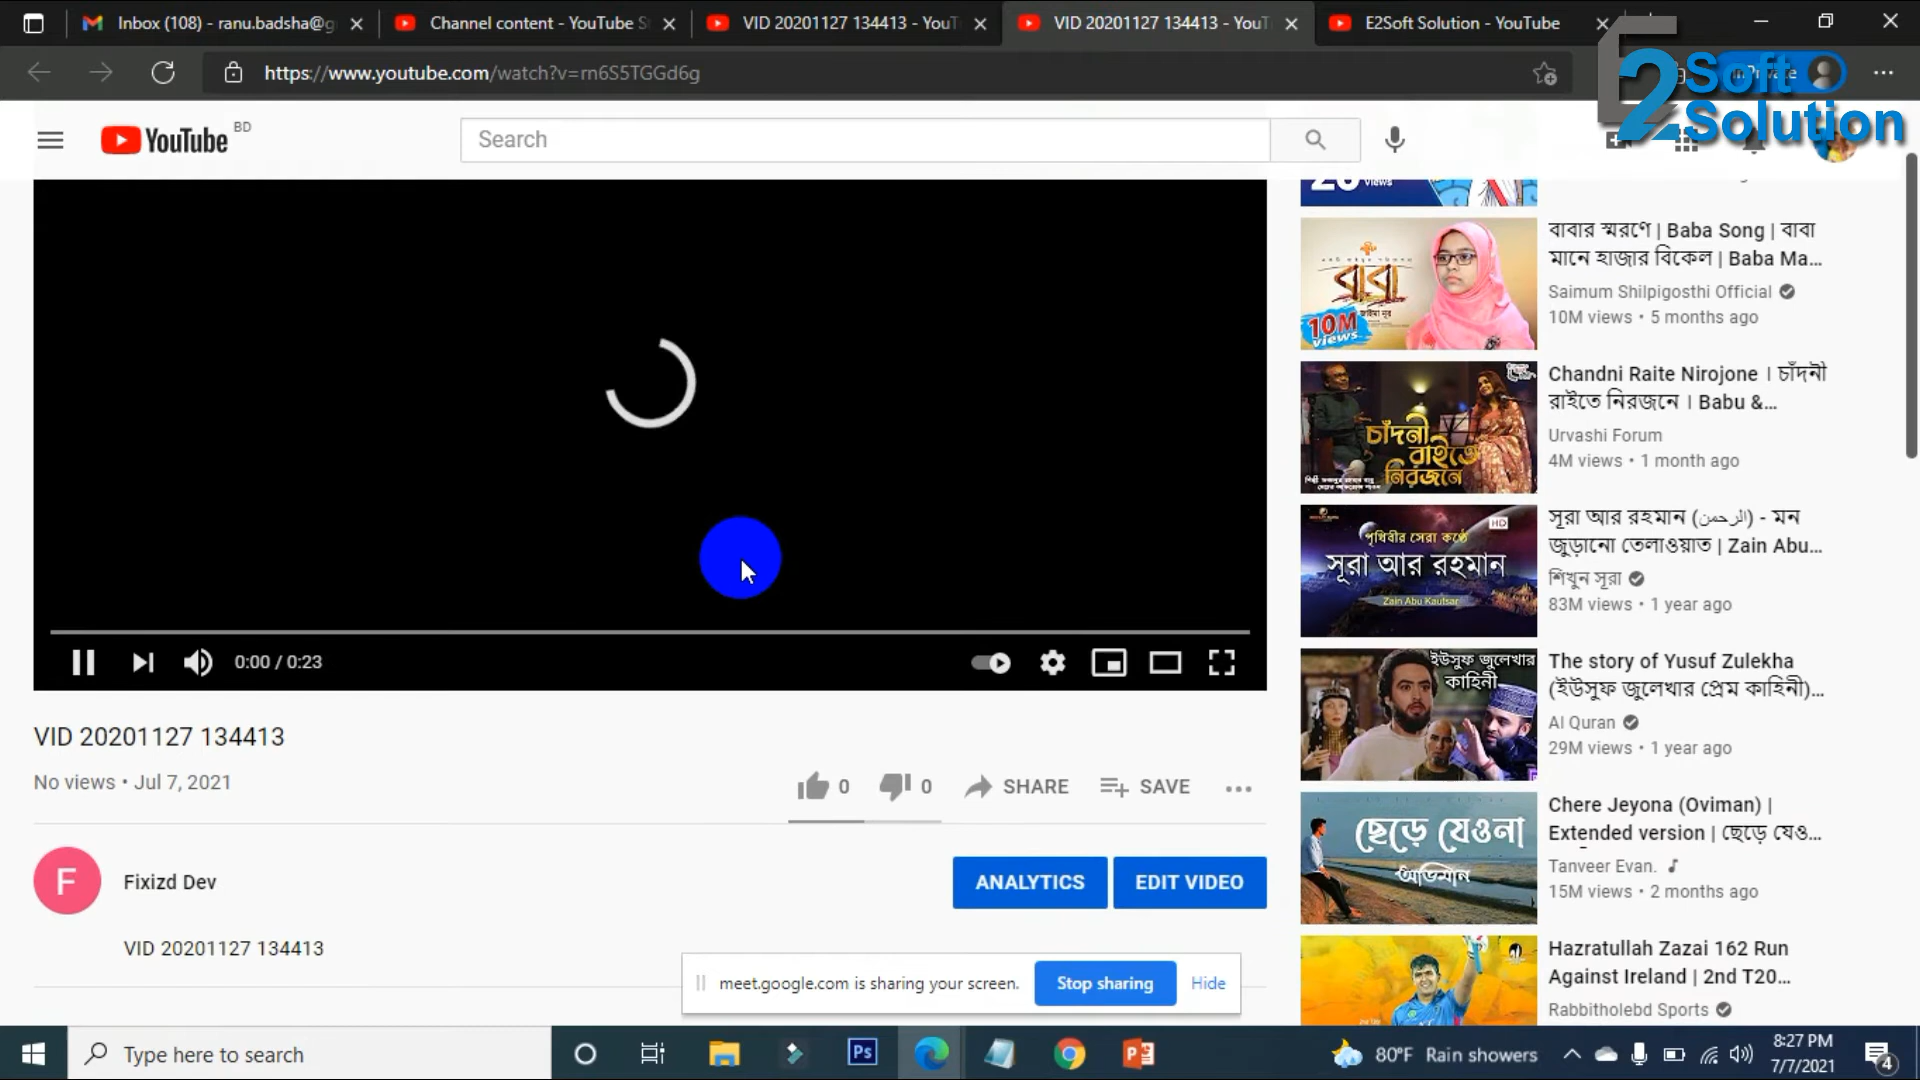 Inbox (108) - ranu.badsha@g
Channel content - YouTube S
VID 20201127 134413 - YouT
VID 20201127 134413 - YouT
E2Soft Solution - YouTube
https://www.youtube.com/watch?v=rn6S5TGGd6g
2 Soft
Solution
YouTube BD
Search
views
বাবার স্মরণে | Baba Song | বাবা
মানে হাজার বিকেল | Baba Ma...
Saimum Shilpigosthi Official
10M views • 5 months ago
বাবা
10M
views
Chandni Raite Nirojone । চাঁদনী
রাইতে নিরজনে । Babu &...
Urvashi Forum
4M views • 1 month ago
চাঁদনী
রাইতে
নিরজনে
সূরা আর রহমান (الرحمن) - মন
জুড়ানো তেলাওয়াত | Zain Abu...
শিখুন সূরা
83M views • 1 year ago
HD
পৃথিবীর সেরা কণ্ঠে
সূরা আর রহমান
Zain Abu Kautsar
The story of Yusuf Zulekha
(ইউসুফ জুলেখার প্রেম কাহিনী)...
Al Quran
29M views • 1 year ago
ইউসুফ জুলেখার
কাহিনী
Chere Jeyona (Oviman) |
Extended version | ছেড়ে যেও...
Tanveer Evan.
15M views • 2 months ago
ছেড়ে যেওনা
অভিমান
Hazratullah Zazai 162 Run
Against Ireland | 2nd T20...
Rabbitholebd Sports
0:00 / 0:23
VID 20201127 134413
No views • Jul 7, 2021
0
0
SHARE
SAVE
F
Fixizd Dev
ANALYTICS
EDIT VIDEO
VID 20201127 134413
meet.google.com is sharing your screen.
Stop sharing
Hide
Type here to search
Ps
80°F Rain showers
8:27 PM
7/7/2021
4